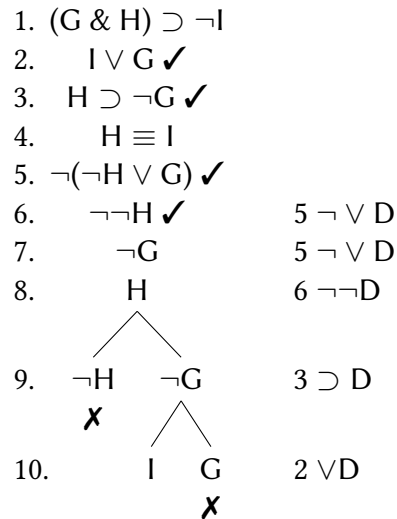 1. (G & H) ⊃ ¬I
2. I ∨ G ✓
3. H ⊃ ¬G ✓
4. H ≡ I
5. ¬(¬H ∨ G) ✓
6. ¬¬H ✓ 5 ¬ ∨ D
7. ¬G 5 ¬ ∨ D
8. H 6 ¬¬D
9. ¬H ¬G 3 ⊃ D
✗
10. I G 2 ∨D
✗